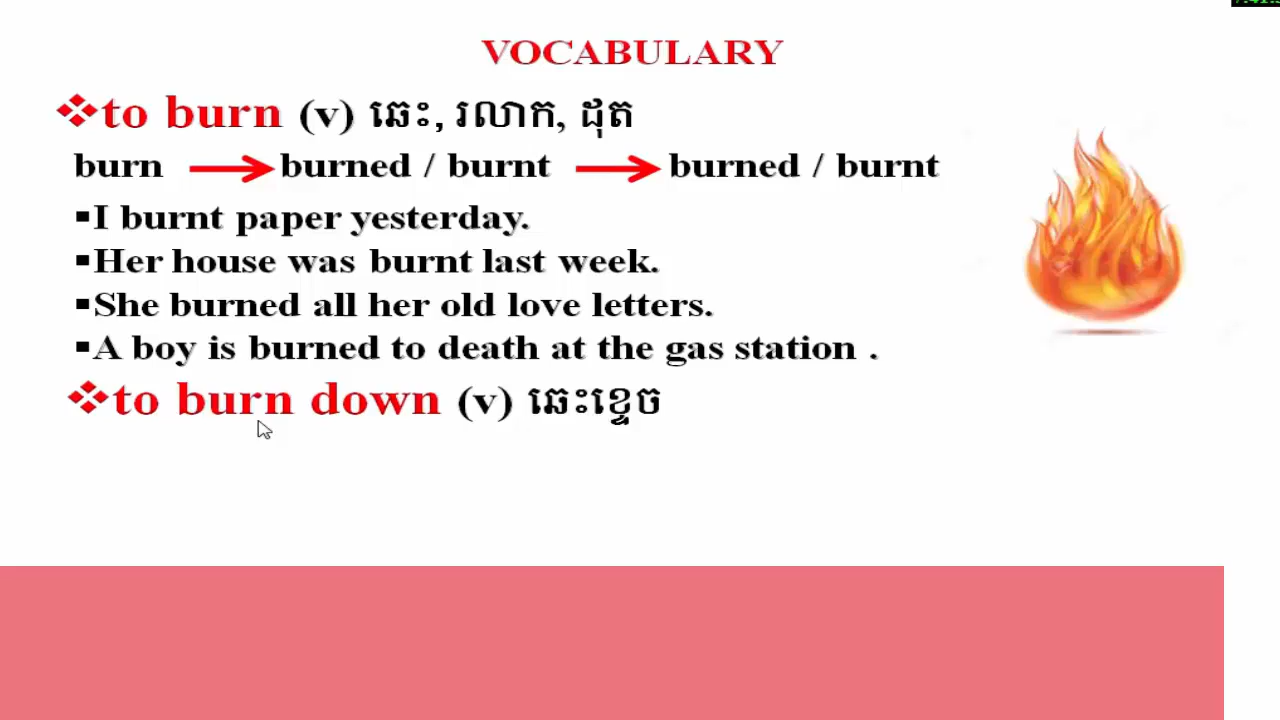 VOCABULARY
❖to burn (v) ឆេះ, រលាក, ដុត
burn → burned / burnt → burned / burnt
▪I burnt paper yesterday.
▪Her house was burnt last week.
▪She burned all her old love letters.
▪A boy is burned to death at the gas station .
❖to burn down (v) ឆេះខ្ទេច